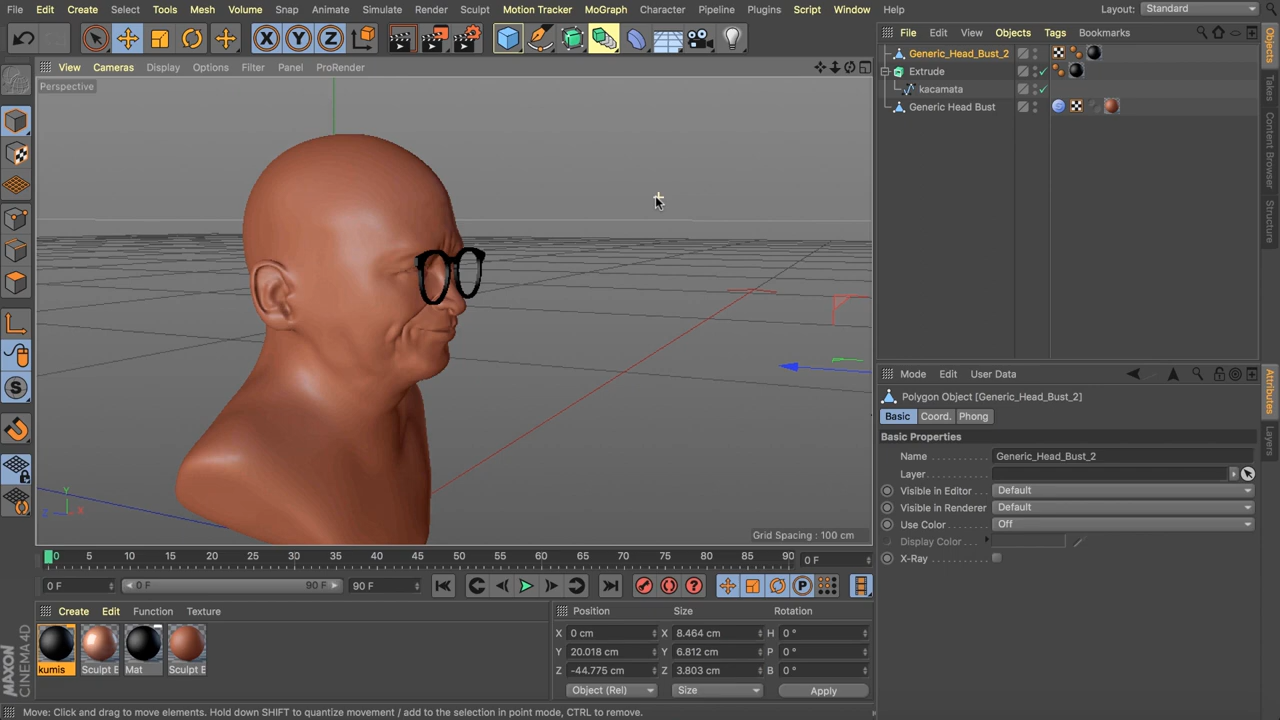 File Edit Create Select Tools Mesh Volume Snap Animate Simulate Render Sculpt Motion Tracker MoGraph Character Pipeline Plugins Script Window Help Layout: Standard
X Y Z
View Cameras Display Options Filter Panel ProRender
Perspective
File Edit View Objects Tags Bookmarks
Generic_Head_Bust_2
Extrude
kacamata
Generic Head Bust
Objects
Takes
Content Browser
Structure
Mode Edit User Data
Polygon Object [Generic_Head_Bust_2]
Basic Coord. Phong
Basic Properties
Name Generic_Head_Bust_2
Layer
Visible in Editor Default
Visible in Renderer Default
Use Color Off
Display Color
X-Ray
Attributes
Layers
S
Y
Z X
Grid Spacing : 100 cm
0 5 10 15 20 25 30 35 40 45 50 55 60 65 70 75 80 85 90 0 F
0 F 0 F 90 F 90 F
P
Create Edit Function Texture
kumis Sculpt E Mat Sculpt E
Position Size Rotation
X 0 cm X 8.464 cm H 0 °
Y 20.018 cm Y 6.812 cm P 0 °
Z -44.775 cm Z 3.803 cm B 0 °
Object (Rel) Size Apply
MAXON
CINEMA4D
Move: Click and drag to move elements. Hold down SHIFT to quantize movement / add to the selection in point mode, CTRL to remove.